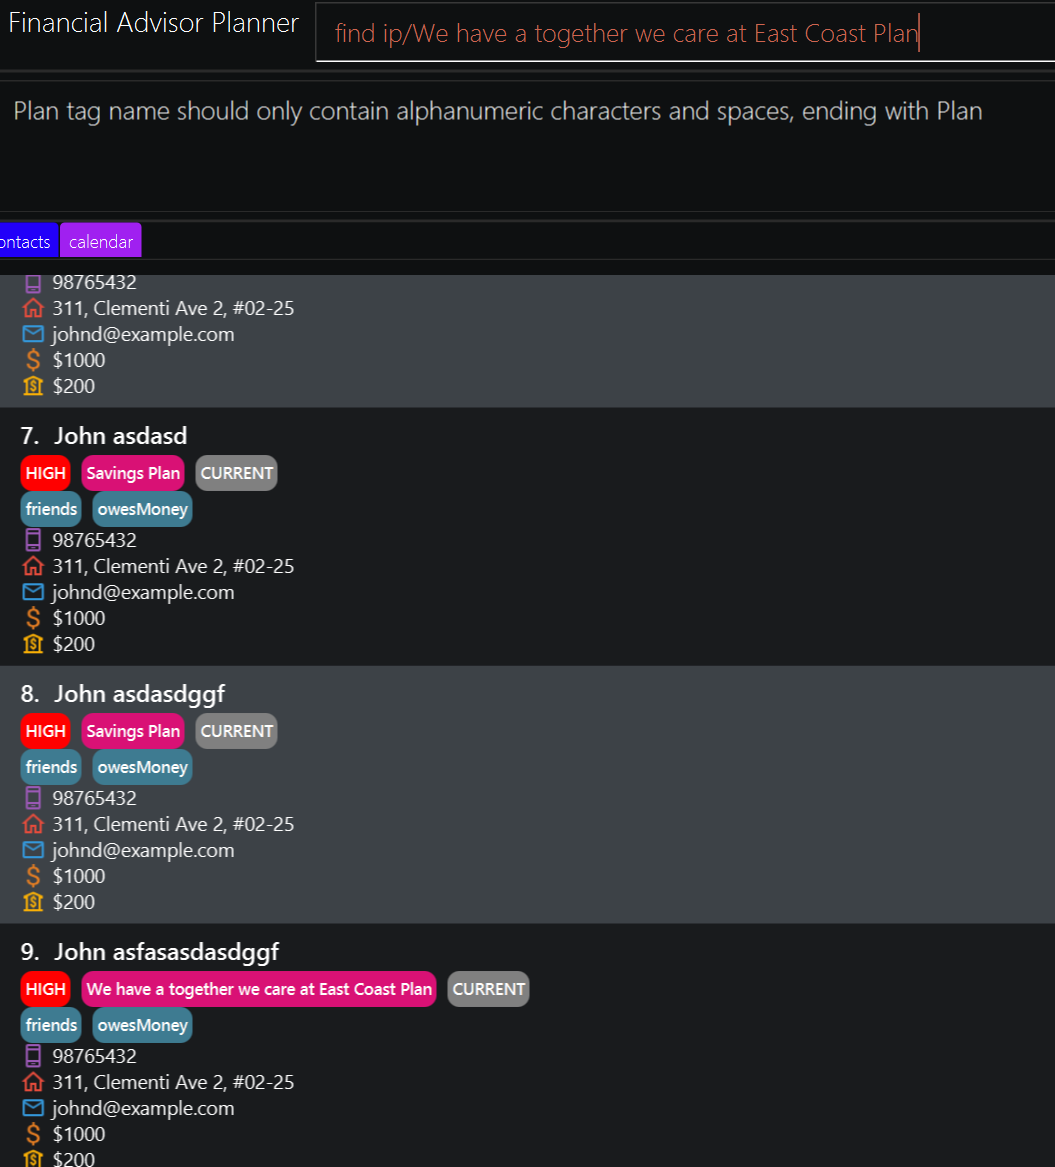 Financial Advisor Planner
find ip/We have a together we care at East Coast Plan
Plan tag name should only contain alphanumeric characters and spaces, ending with Plan
ontacts calendar
98765432
311, Clementi Ave 2, #02-25
johnd@example.com
$1000
$200
7. John asdasd
HIGH Savings Plan CURRENT
friends owesMoney
98765432
311, Clementi Ave 2, #02-25
johnd@example.com
$1000
$200
8. John asdasdggf
HIGH Savings Plan CURRENT
friends owesMoney
98765432
311, Clementi Ave 2, #02-25
johnd@example.com
$1000
$200
9. John asfasasdasdggf
HIGH We have a together we care at East Coast Plan CURRENT
friends owesMoney
98765432
311, Clementi Ave 2, #02-25
johnd@example.com
$1000
$200